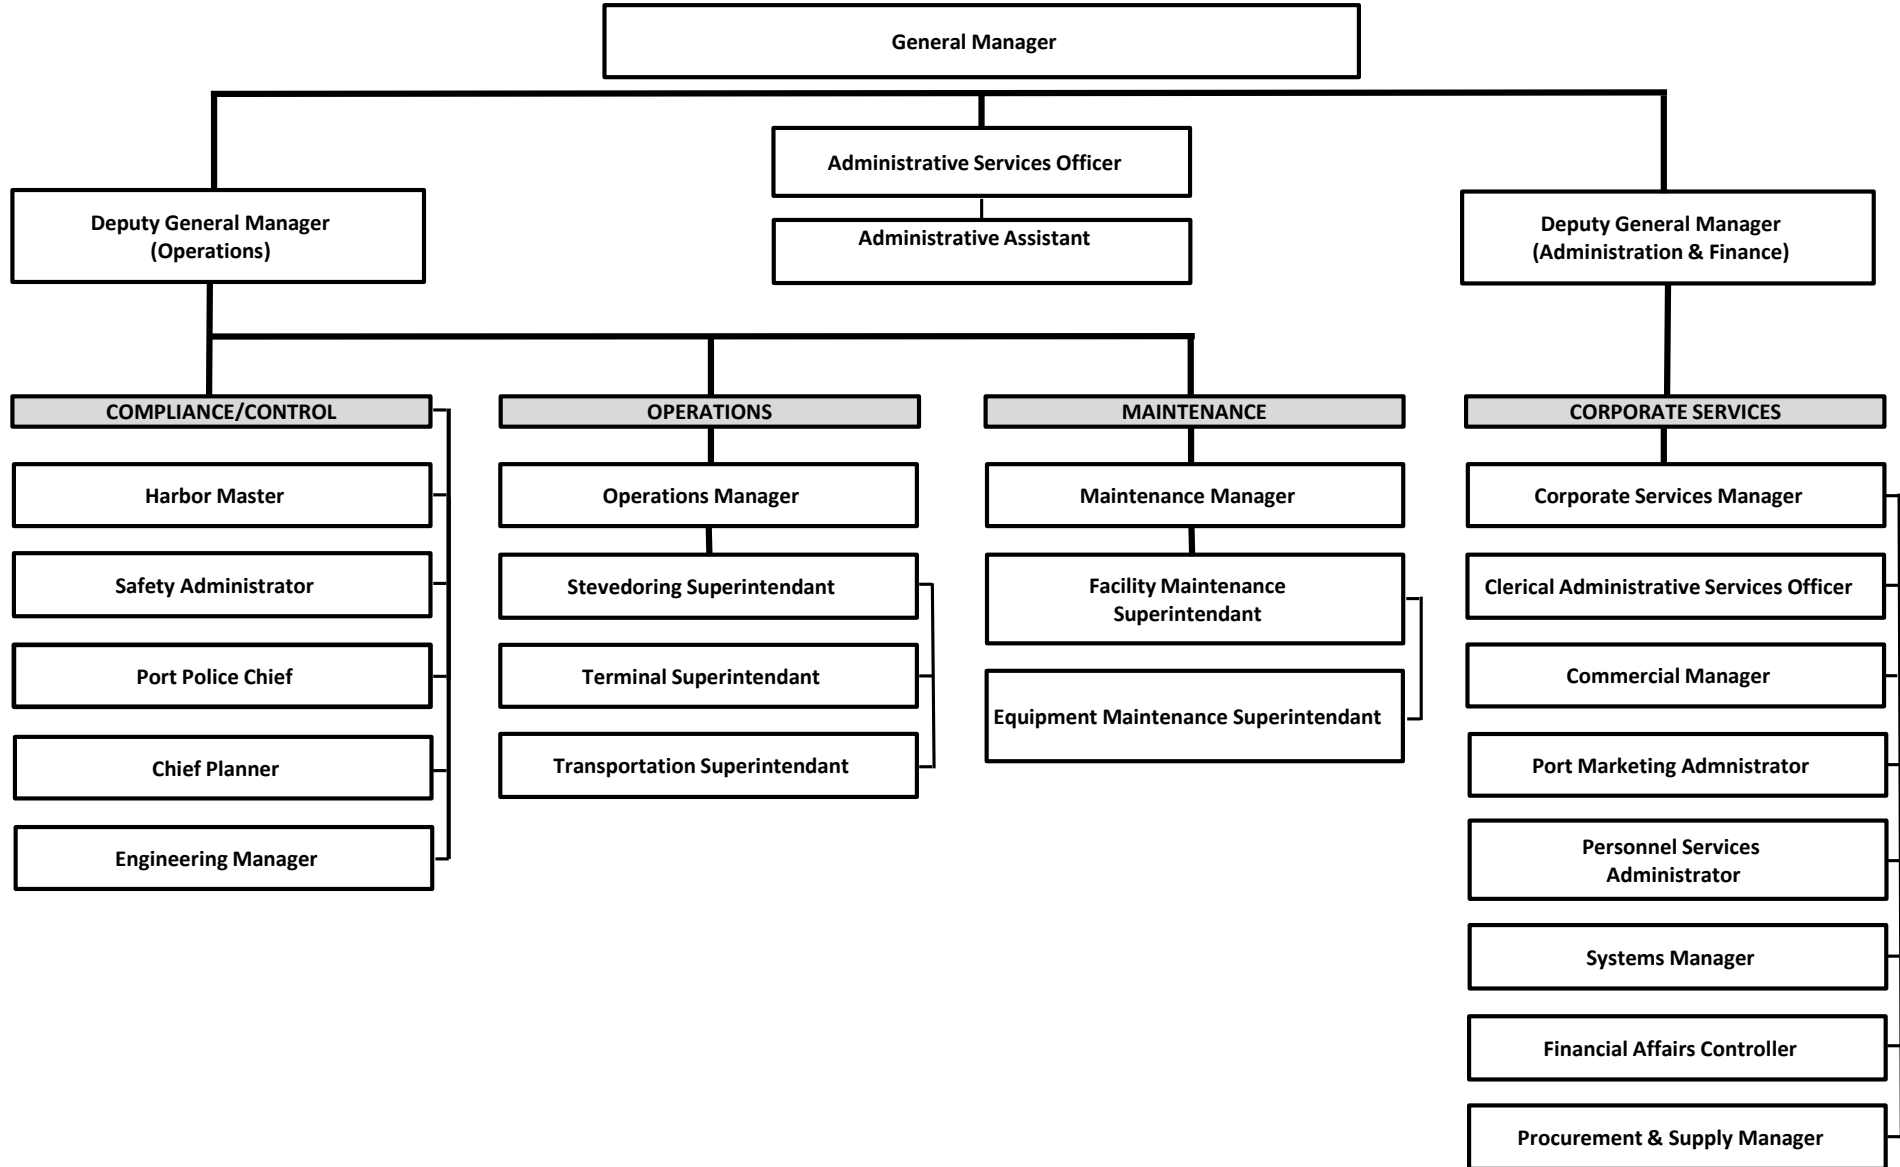 General Manager
Administrative Services Officer
Administrative Assistant
Deputy General Manager
(Operations)
Deputy General Manager
(Administration & Finance)
COMPLIANCE/CONTROL
Harbor Master
Safety Administrator
Port Police Chief
Chief Planner
Engineering Manager
OPERATIONS
Operations Manager
Stevedoring Superintendant
Terminal Superintendant
Transportation Superintendant
MAINTENANCE
Maintenance Manager
Facility Maintenance
Superintendant
Equipment Maintenance Superintendant
CORPORATE SERVICES
Corporate Services Manager
Clerical Administrative Services Officer
Commercial Manager
Port Marketing Admnistrator
Personnel Services
Administrator
Systems Manager
Financial Affairs Controller
Procurement & Supply Manager